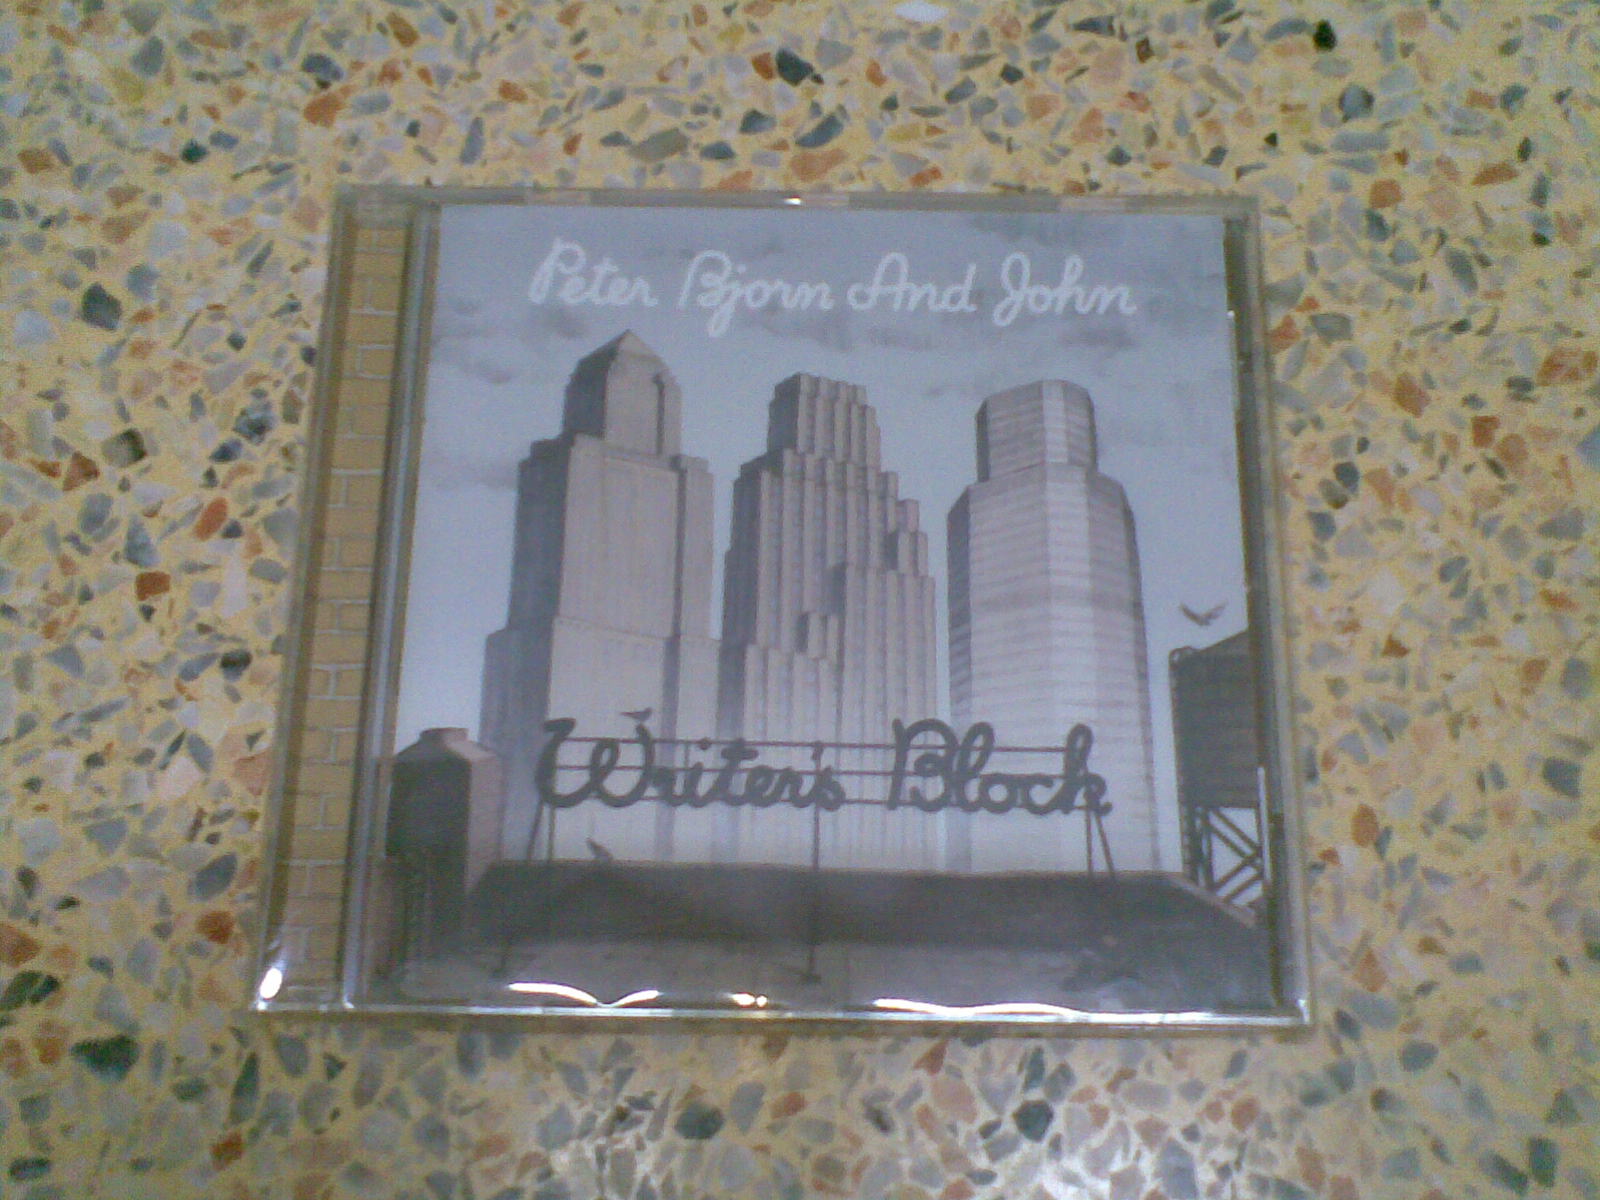 Peter Bjorn And John
Writer's Block